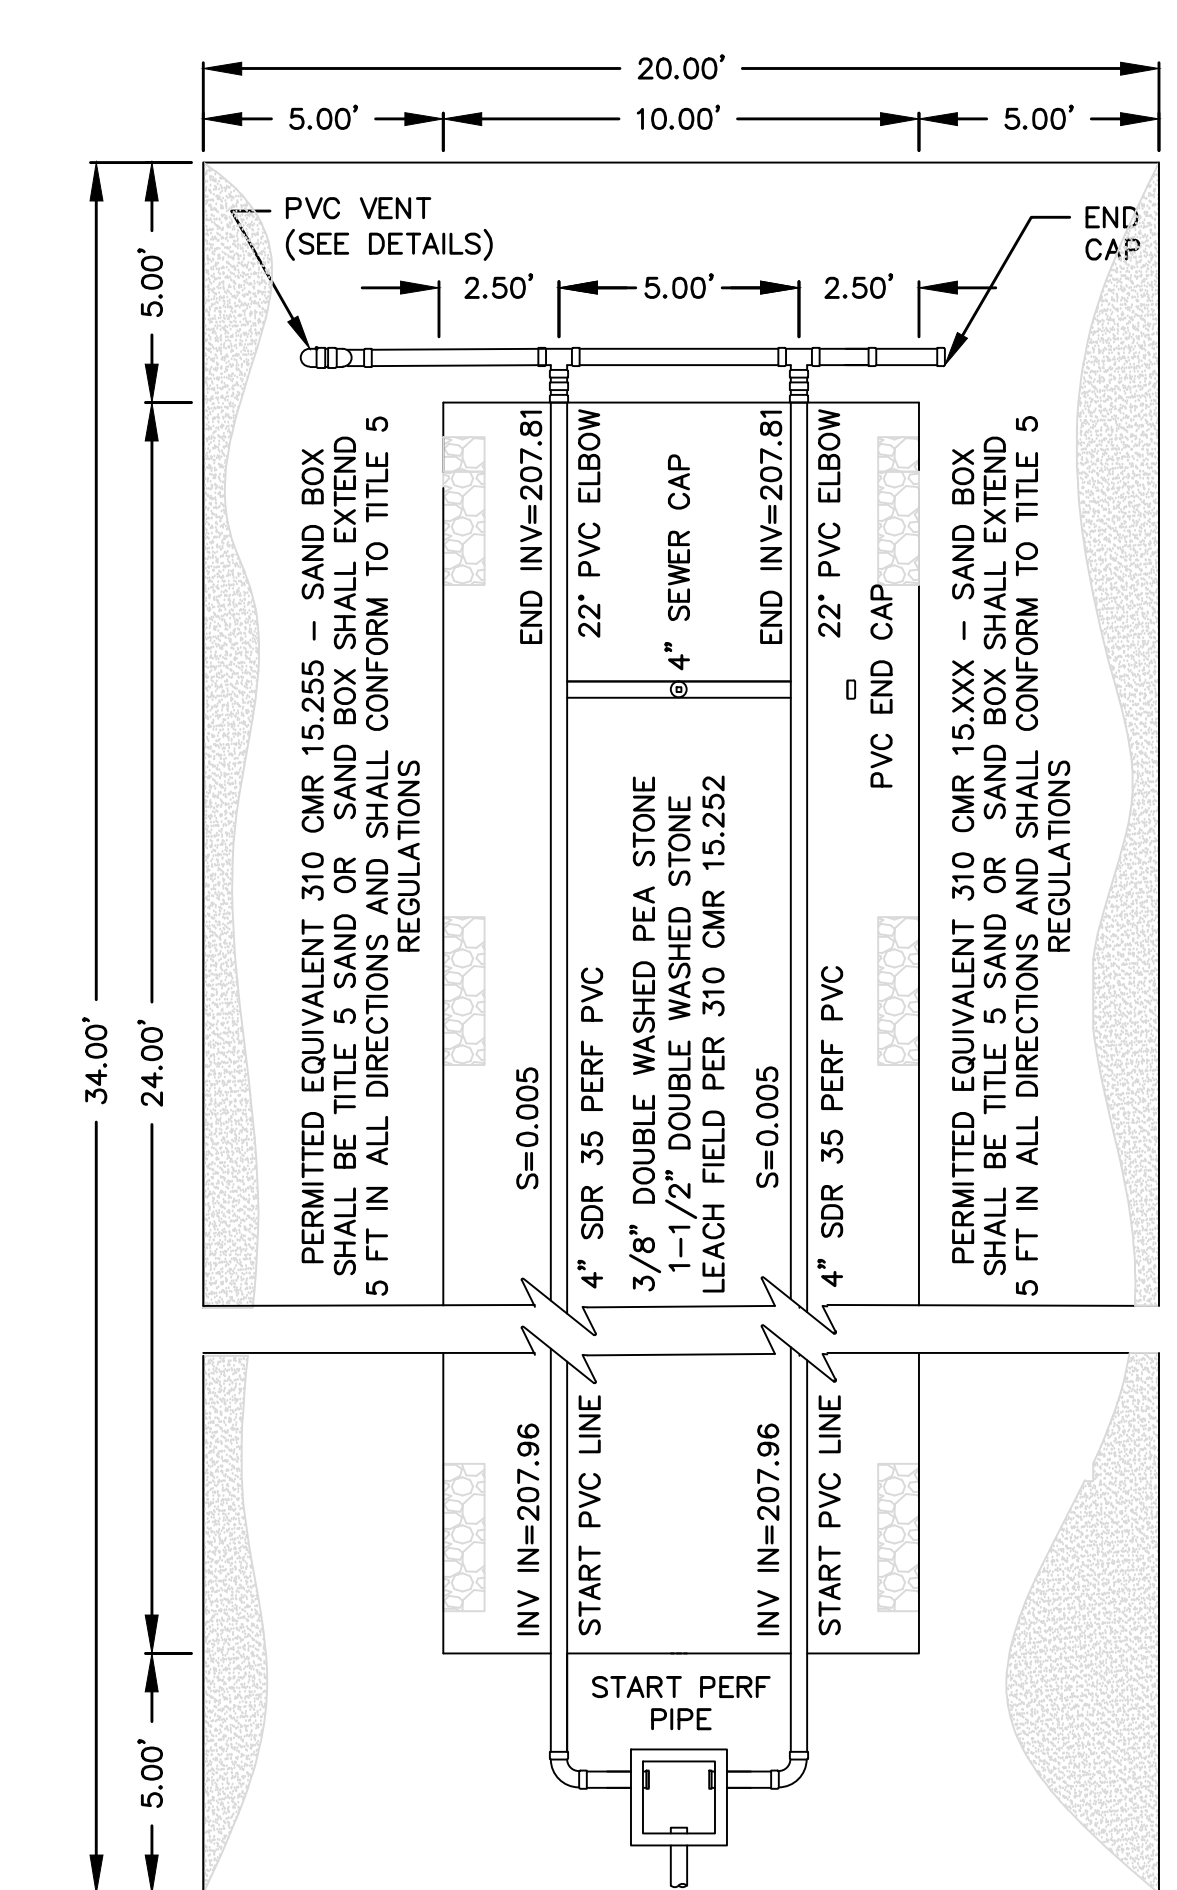 20.00'
5.00'
10.00'
5.00'
PVC VENT
(SEE DETAILS)
END
CAP
2.50'
5.00'
2.50'
5.00'
34.00'
24.00'
5.00'
PERMITTED EQUIVALENT 310 CMR 15.255 – SAND BOX
SHALL BE TITLE 5 SAND OR SAND BOX SHALL EXTEND
5 FT IN ALL DIRECTIONS AND SHALL CONFORM TO TITLE 5
REGULATIONS
END INV=207.81
22° PVC ELBOW
4" SEWER CAP
END INV=207.81
22° PVC ELBOW
PVC END CAP
S=0.005
4" SDR 35 PERF PVC
3/8" DOUBLE WASHED PEA STONE
1–1/2" DOUBLE WASHED STONE
LEACH FIELD PER 310 CMR 15.252
S=0.005
4" SDR 35 PERF PVC
PERMITTED EQUIVALENT 310 CMR 15.XXX – SAND BOX
SHALL BE TITLE 5 SAND OR SAND BOX SHALL EXTEND
5 FT IN ALL DIRECTIONS AND SHALL CONFORM TO TITLE 5
REGULATIONS
INV IN=207.96
START PVC LINE
INV IN=207.96
START PVC LINE
START PERF
PIPE